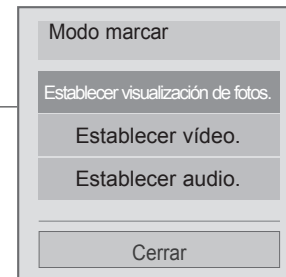 Modo marcar
Establecer visualización de fotos.
Establecer vídeo.
Establecer audio.
Cerrar